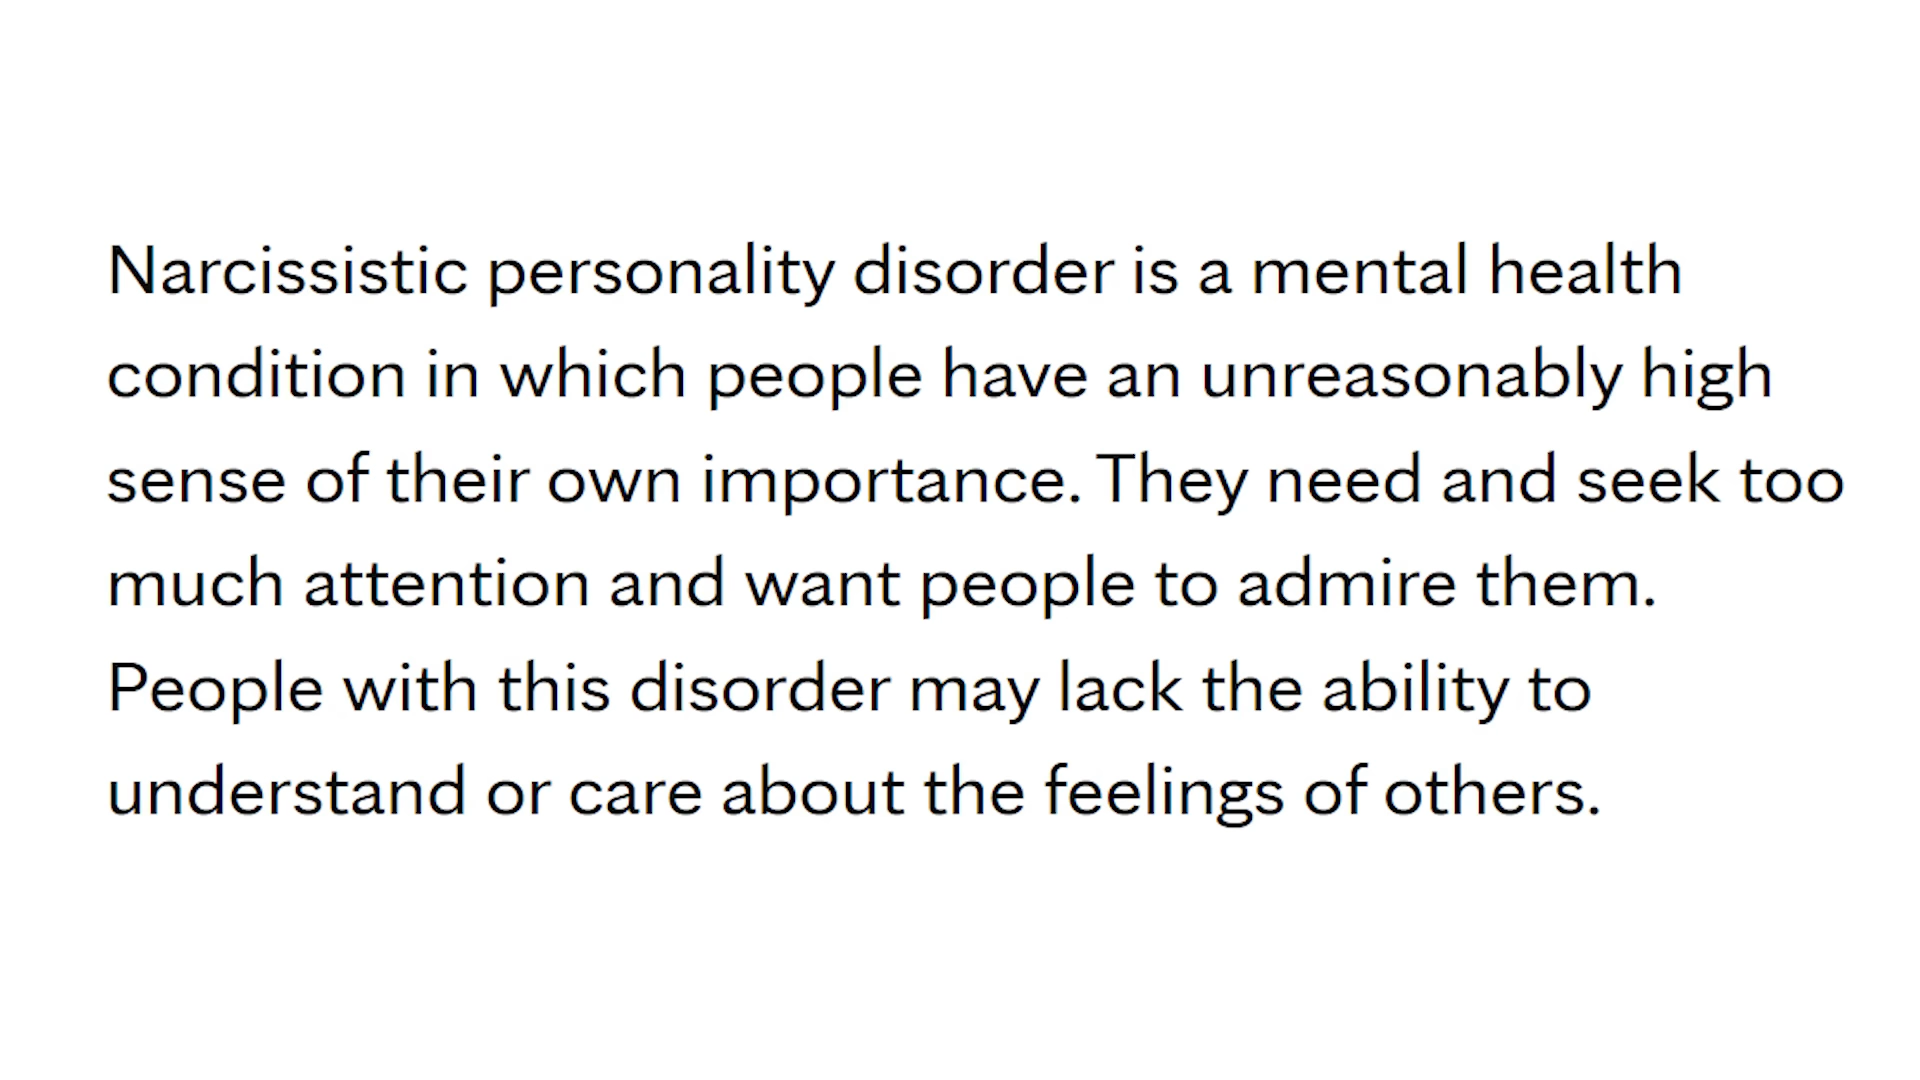 Narcissistic personality disorder is a mental health
condition in which people have an unreasonably high
sense of their own importance. They need and seek too
much attention and want people to admire them.
People with this disorder may lack the ability to
understand or care about the feelings of others.